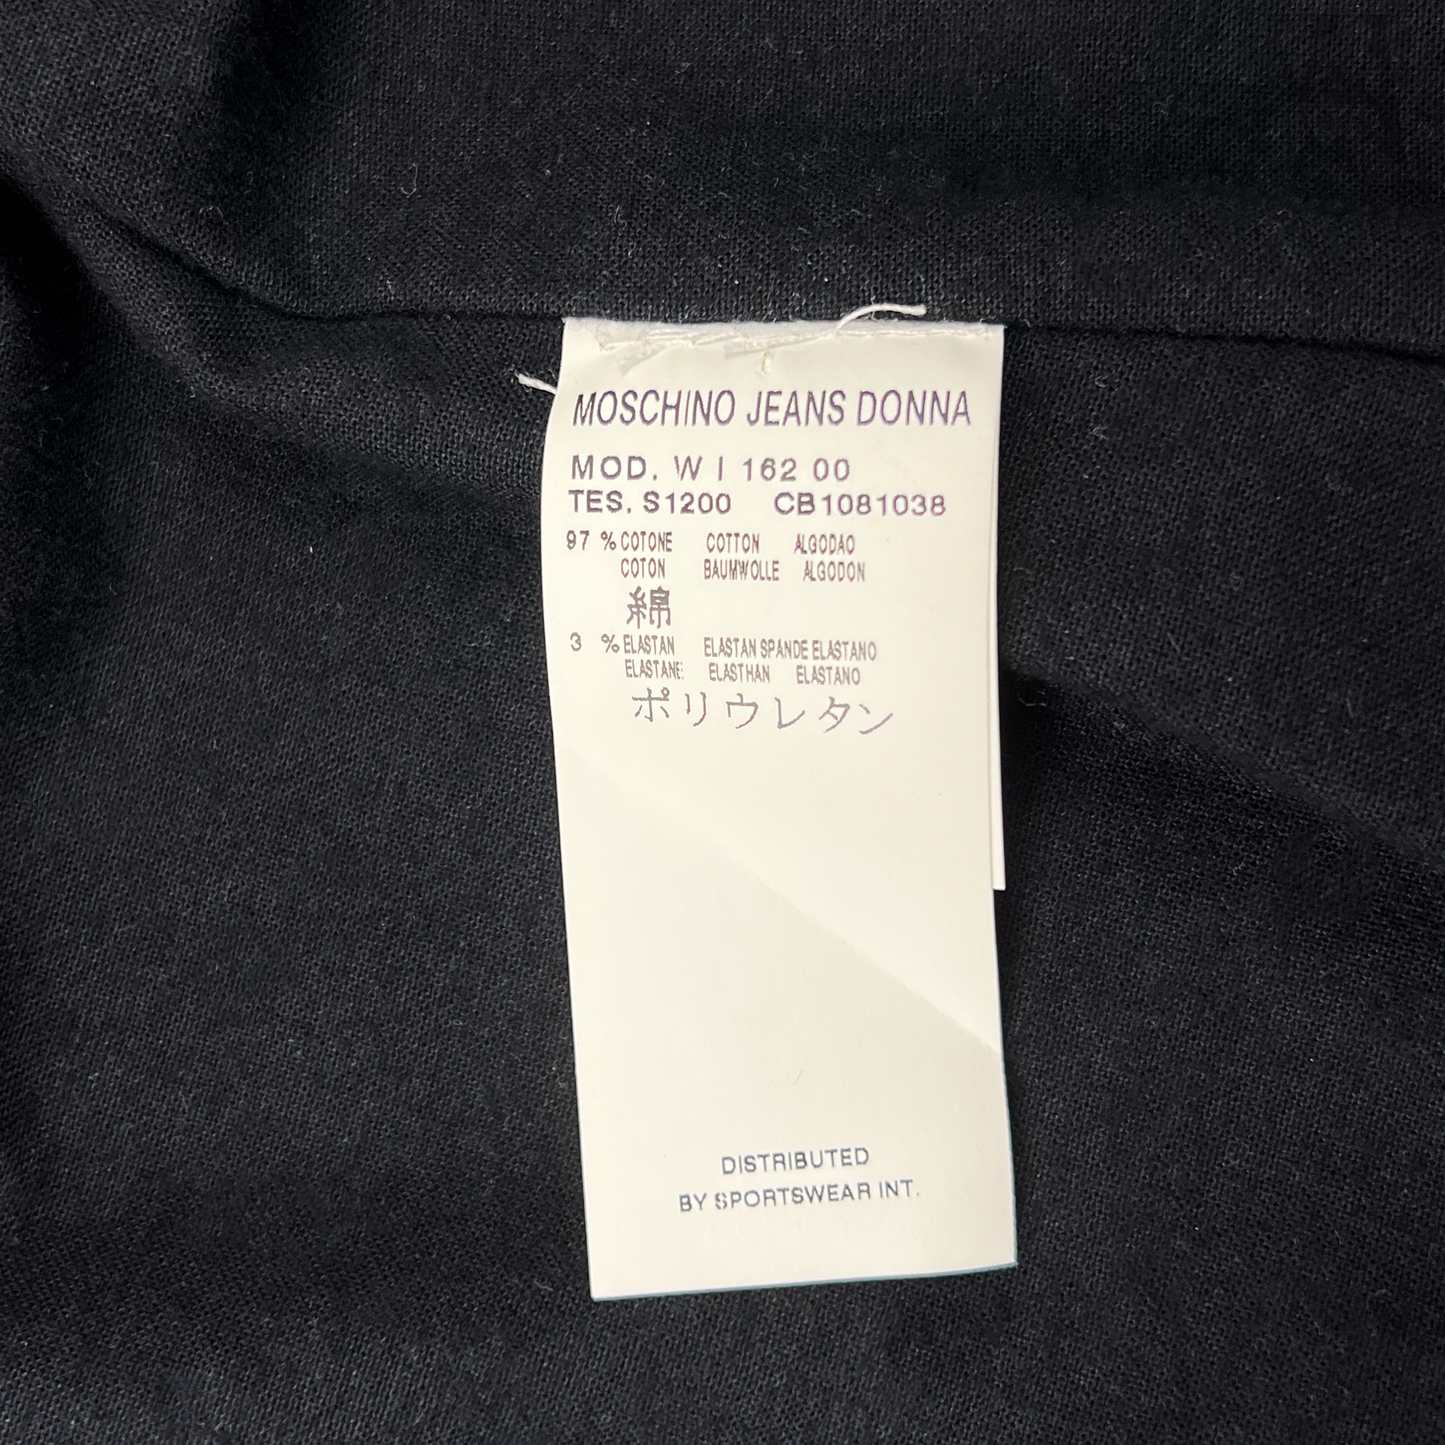 MOSCHINO JEANS DONNA
MOD. W I 162 00
TES. S1200 CB1081038
97 % COTONE COTTON ALGODAO
COTON BAUMWOLLE ALGODON
綿
3 % ELASTAN ELASTAN SPANDE ELASTANO
ELASTANE: ELASTHAN ELASTANO
ポリウレタン
DISTRIBUTED
BY SPORTSWEAR INT.